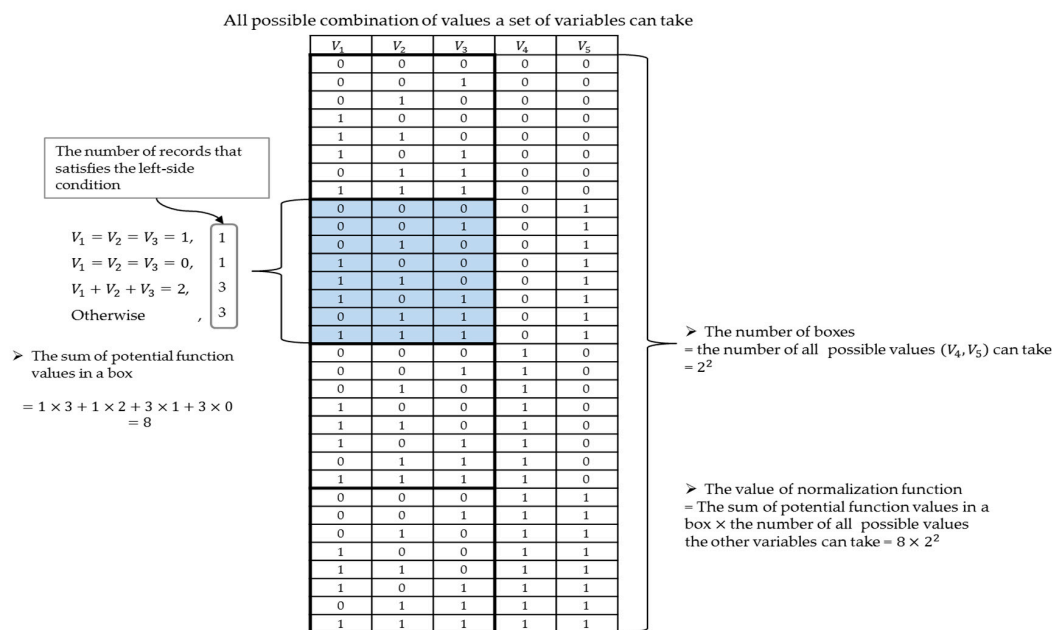 All possible combination of values a set of variables can take
V₁ V₂ V₃ V₄ V₅
0 0 0 0 0
0 0 1 0 0
0 1 0 0 0
1 0 0 0 0
1 1 0 0 0
1 0 1 0 0
0 1 1 0 0
1 1 1 0 0
0 0 0 0 1
0 0 1 0 1
0 1 0 0 1
1 0 0 0 1
1 1 0 0 1
1 0 1 0 1
0 1 1 0 1
1 1 1 0 1
0 0 0 1 0
0 0 1 1 0
0 1 0 1 0
1 0 0 1 0
1 1 0 1 0
1 0 1 1 0
0 1 1 1 0
1 1 1 1 0
0 0 0 1 1
0 0 1 1 1
0 1 0 1 1
1 0 0 1 1
1 1 0 1 1
1 0 1 1 1
0 1 1 1 1
1 1 1 1 1
The number of records that
satisfies the left-side
condition
V₁ = V₂ = V₃ = 1, 1
V₁ = V₂ = V₃ = 0, 1
V₁ + V₂ + V₃ = 2, 3
Otherwise , 3
➢ The sum of potential function
values in a box
= 1 × 3 + 1 × 2 + 3 × 1 + 3 × 0
= 8
➢ The number of boxes
= the number of all possible values (V₄, V₅) can take
= 2²
➢ The value of normalization function
= The sum of potential function values in a
box × the number of all possible values
the other variables can take = 8 × 2²